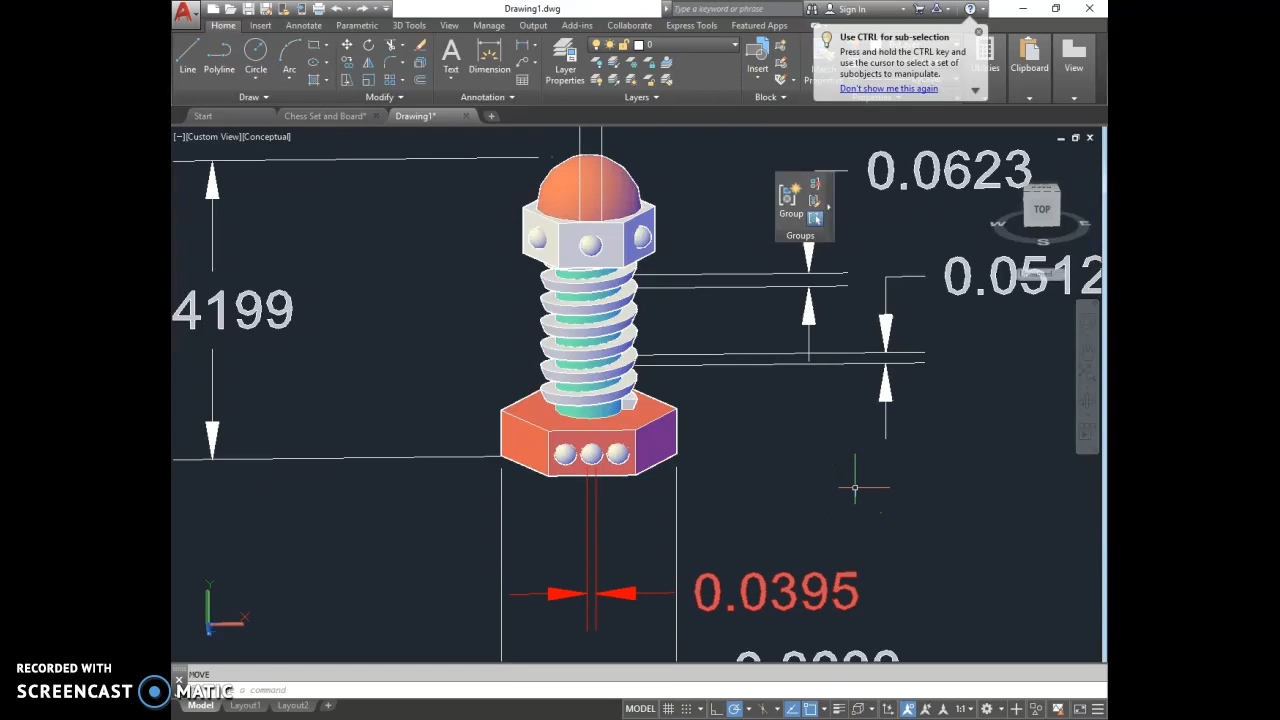 Drawing1.dwg
Type a keyword or phrase
Sign In
Home Insert Annotate Parametric 3D Tools View Manage Output Add-ins Collaborate Express Tools Featured Apps
Use CTRL for sub-selection
Press and hold the CTRL key and
use the cursor to select a set of
subobjects to manipulate.
Don't show me this again
0
Line Polyline Circle Arc
Text Dimension
Layer
Properties
Insert
Clipboard View
Draw Modify Annotation Layers Block
Start Chess Set and Board* Drawing1*
[−][Custom View][Conceptual]
0.0623
Group
Groups
TOP
W E
S
0.0512
4199
0.0395
Y
X
MOVE
a command
RECORDED WITH
SCREENCAST MATIC
Model Layout1 Layout2
MODEL 1:1